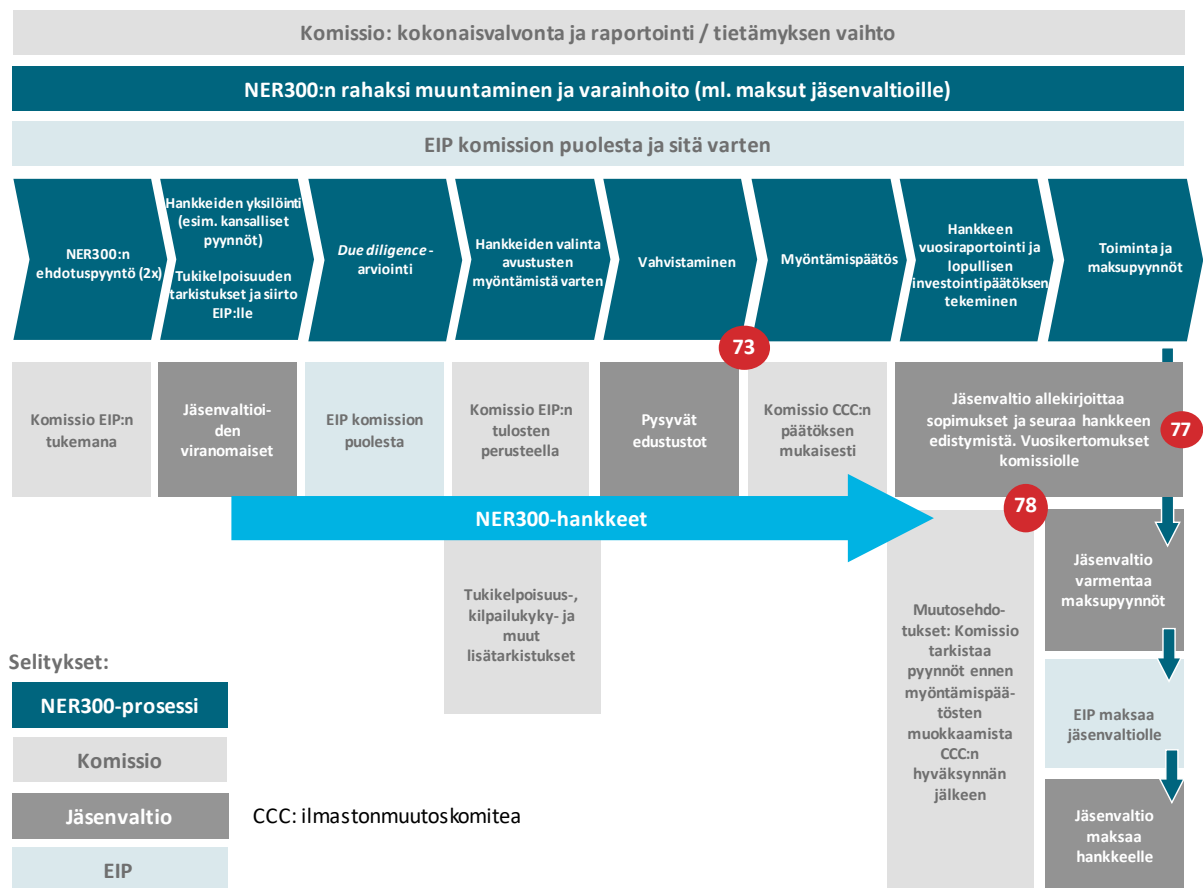 Komissio: kokonaisvalvonta ja raportointi / tietämyksen vaihto
NER300:n rahaksi muuntaminen ja varainhoito (ml. maksut jäsenvaltioille)
EIP komission puolesta ja sitä varten
NER300:n
ehdotuspyyntö (2x)
Hankkeiden yksilöinti
(esim. kansalliset
pyynnöt)
Tukikelpoisuuden
tarkistukset ja siirto
EIP:lle
Due diligence -
arviointi
Hankkeiden valinta
avustusten
myöntämistä varten
Vahvistaminen
Myöntämispäätös
Hankkeen
vuosiraportointi ja
lopullisen
investointipäätöksen
tekeminen
Toiminta ja
maksupyynnöt
73
Komissio EIP:n
tukemana
Jäsenvaltioi-
den
viranomaiset
EIP komission
puolesta
Komissio EIP:n
tulosten
perusteella
Pysyvät
edustustot
Komissio CCC:n
päätöksen
mukaisesti
Jäsenvaltio allekirjoittaa
sopimukset ja seuraa hankkeen
edistymistä. Vuosikertomukset
komissiolle
77
78
NER300-hankkeet
Tukikelpoisuus-,
kilpailukyky- ja
muut
lisätarkistukset
Muutosehdo-
tukset: Komissio
tarkistaa
pyynnöt ennen
myöntämispää-
tösten
muokkaamista
CCC:n
hyväksynnän
jälkeen
Jäsenvaltio
varmentaa
maksupyynnöt
EIP maksaa
jäsenvaltiolle
Jäsenvaltio
maksaa
hankkeelle
Selitykset:
NER300-prosessi
Komissio
Jäsenvaltio
CCC: ilmastonmuutoskomitea
EIP